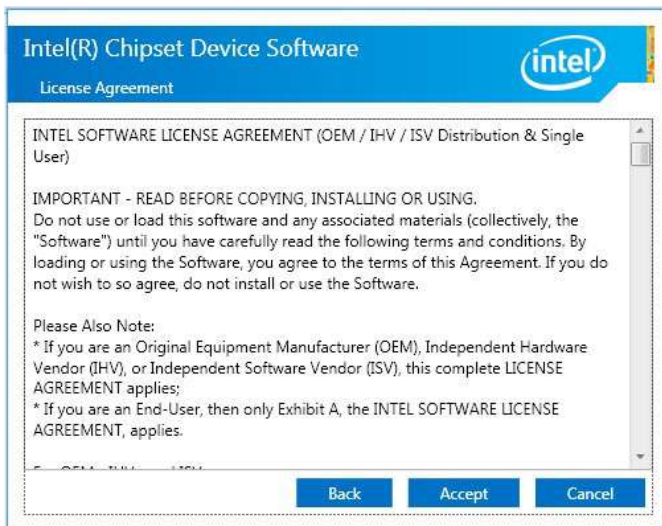 Intel(R) Chipset Device Software
intel
License Agreement
INTEL SOFTWARE LICENSE AGREEMENT (OEM / IHV / ISV Distribution & Single
User)
IMPORTANT - READ BEFORE COPYING, INSTALLING OR USING.
Do not use or load this software and any associated materials (collectively, the
"Software") until you have carefully read the following terms and conditions. By
loading or using the Software, you agree to the terms of this Agreement. If you do
not wish to so agree, do not install or use the Software.
Please Also Note:
* If you are an Original Equipment Manufacturer (OEM), Independent Hardware
Vendor (IHV), or Independent Software Vendor (ISV), this complete LICENSE
AGREEMENT applies;
* If you are an End-User, then only Exhibit A, the INTEL SOFTWARE LICENSE
AGREEMENT, applies.
Back Accept Cancel